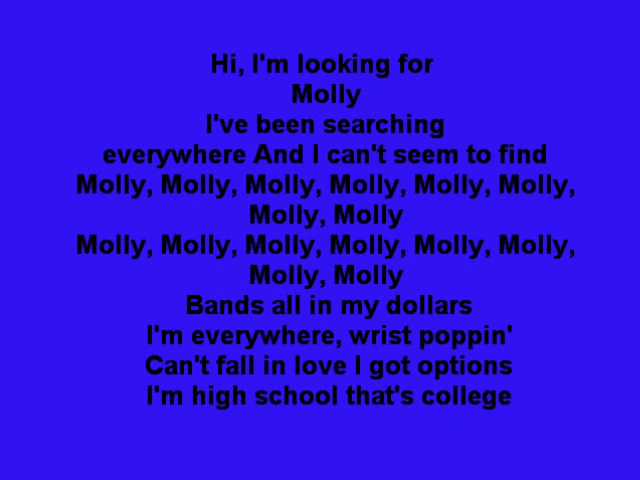 Hi, I'm looking for
Molly
I've been searching
everywhere And I can't seem to find
Molly, Molly, Molly, Molly, Molly, Molly,
Molly, Molly
Molly, Molly, Molly, Molly, Molly, Molly,
Molly, Molly
Bands all in my dollars
I'm everywhere, wrist poppin'
Can't fall in love I got options
I'm high school that's college